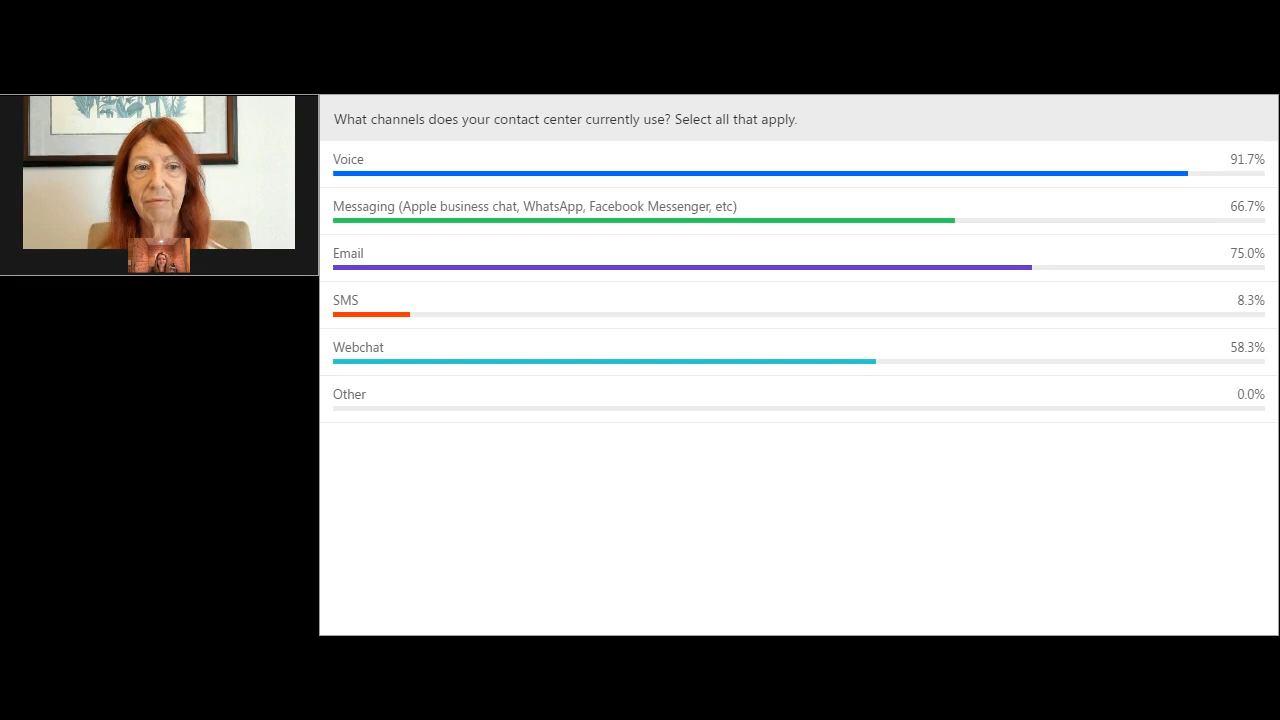 What channels does your contact center currently use? Select all that apply.
Voice 91.7%
Messaging (Apple business chat, WhatsApp, Facebook Messenger, etc) 66.7%
Email 75.0%
SMS 8.3%
Webchat 58.3%
Other 0.0%